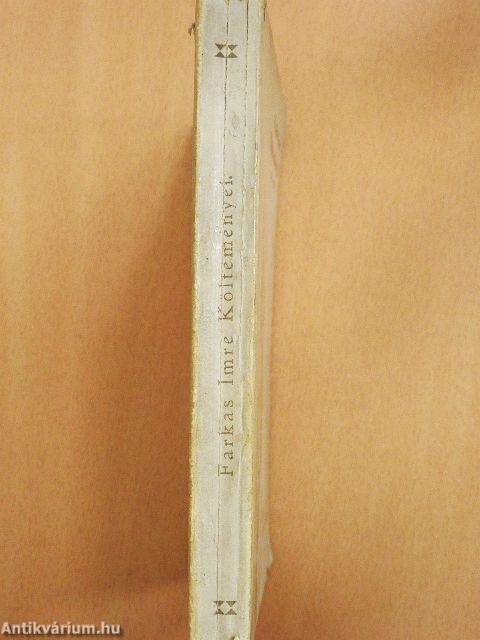 Farkas Imre Költeményei.
Antikvárium.hu